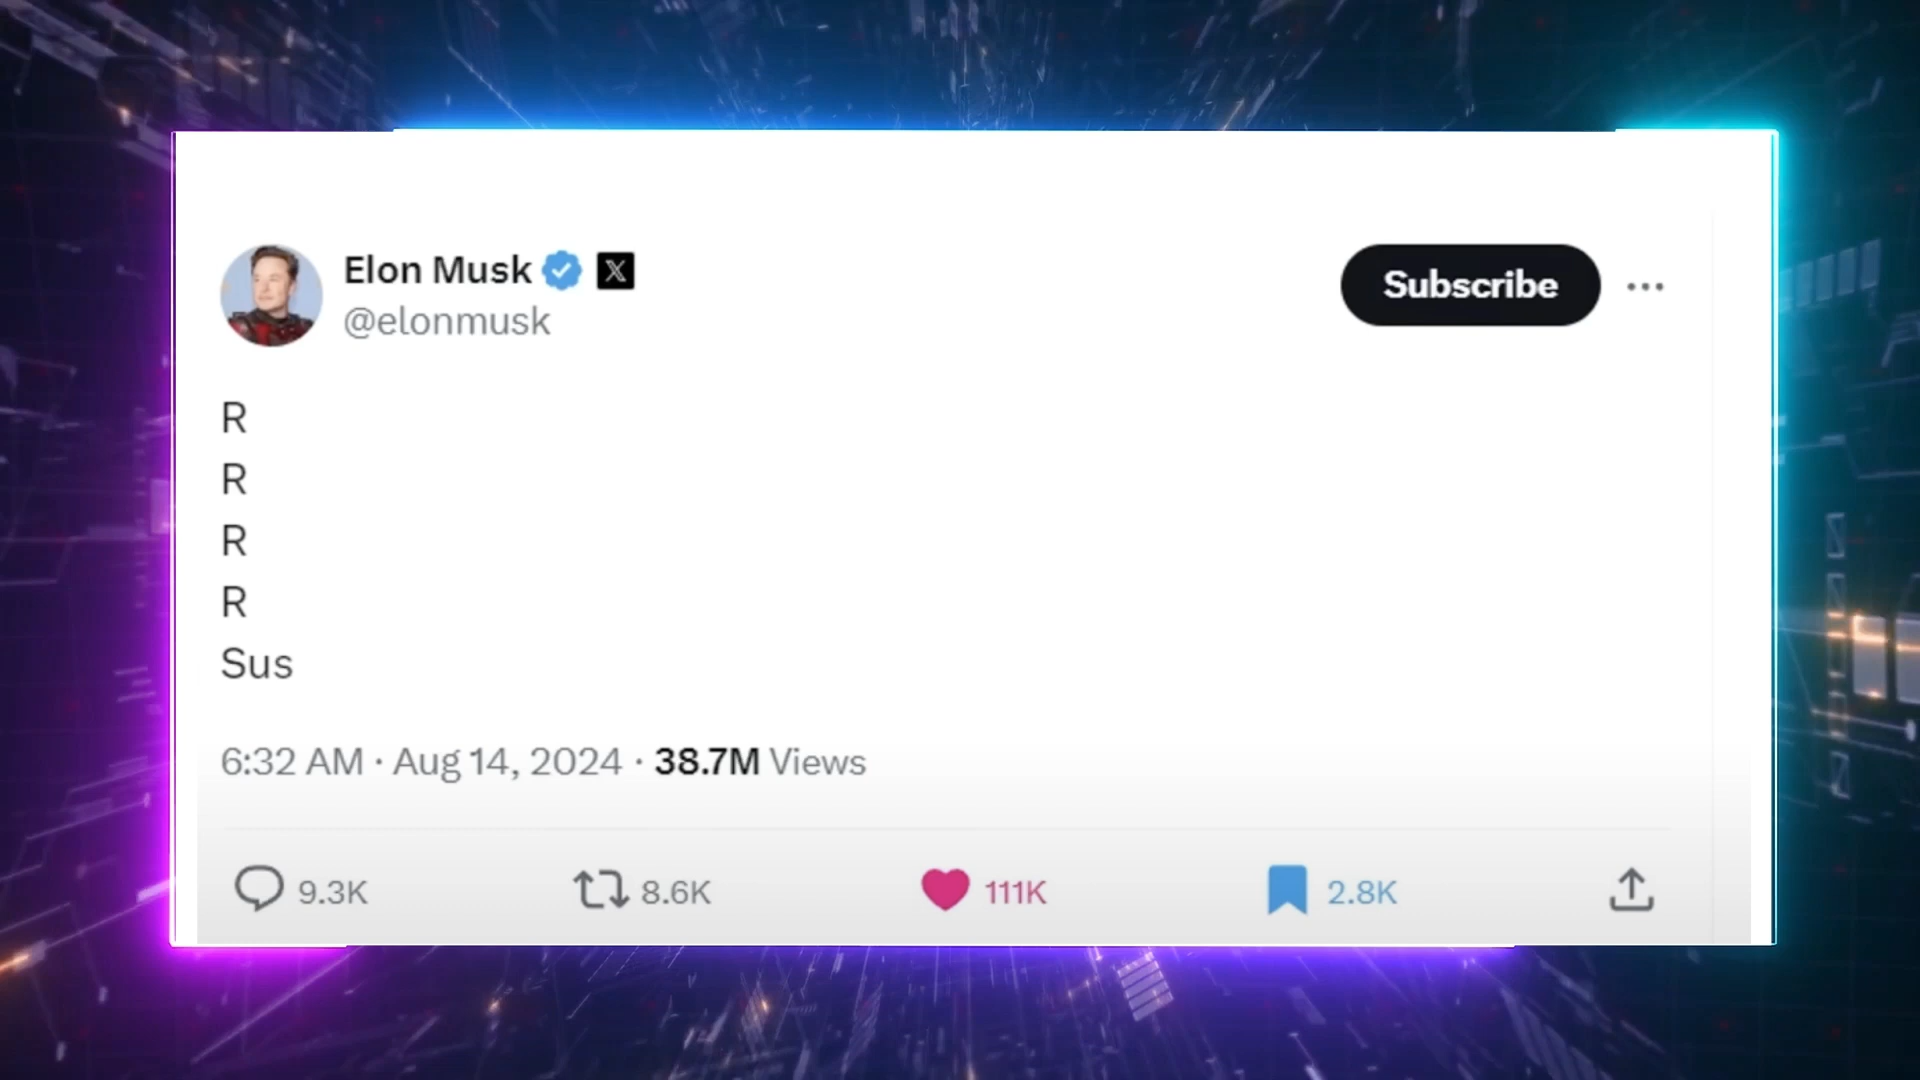 Elon Musk
@elonmusk
Subscribe
R
R
R
R
Sus
6:32 AM · Aug 14, 2024 · 38.7M Views
9.3K 8.6K 111K 2.8K